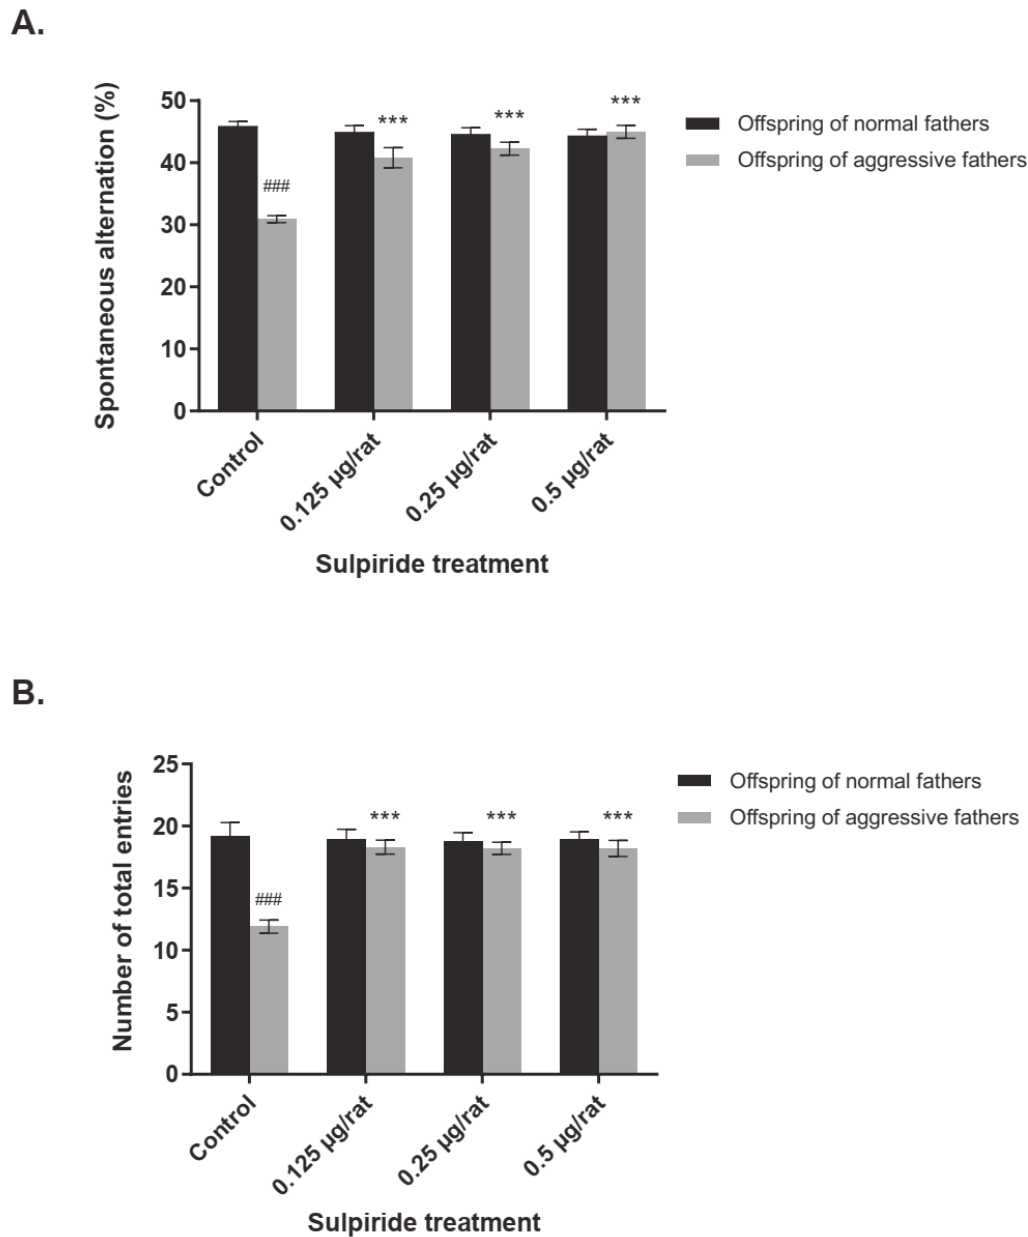 A.
Spontaneous alternation (%)
50
40
30
20
10
0
###
***
***
***
Offspring of normal fathers
Offspring of aggressive fathers
Control
0.125 µg/rat
0.25 µg/rat
0.5 µg/rat
Sulpiride treatment
B.
Number of total entries
25
20
15
10
5
0
###
***
***
***
Offspring of normal fathers
Offspring of aggressive fathers
Control
0.125 µg/rat
0.25 µg/rat
0.5 µg/rat
Sulpiride treatment